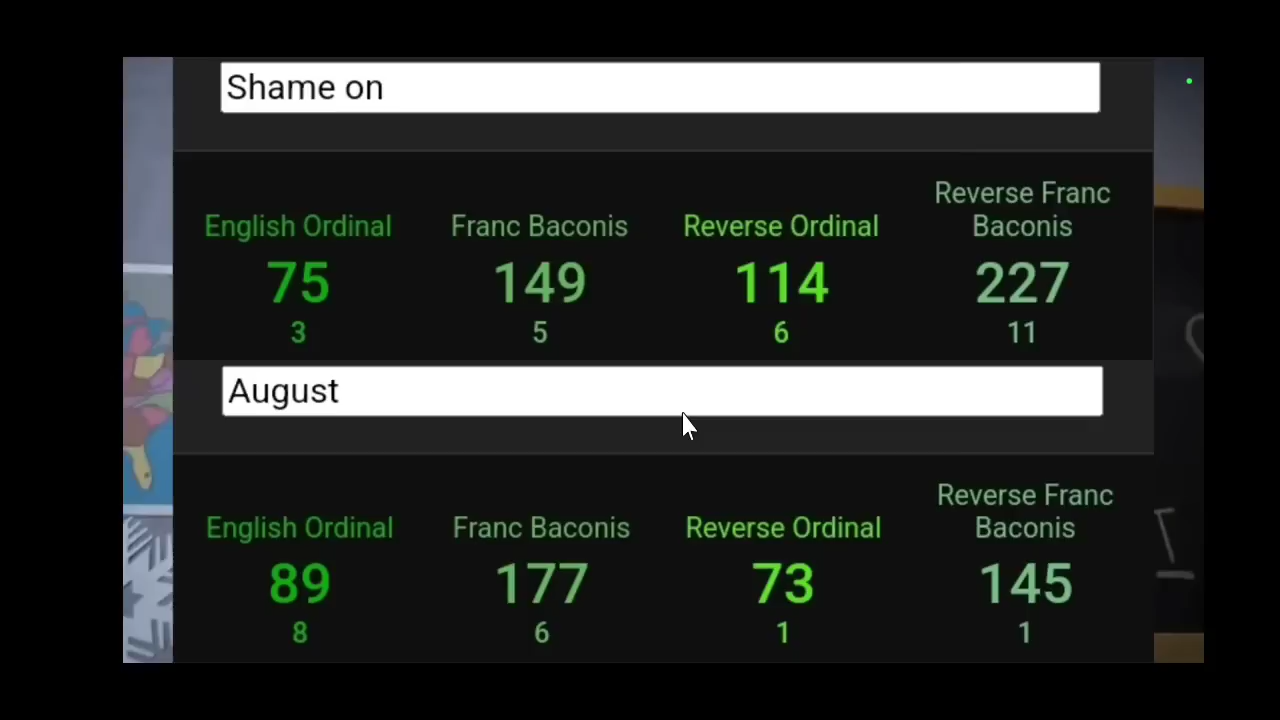 Shame on
English Ordinal Franc Baconis Reverse Ordinal Reverse Franc Baconis
75 149 114 227
3 5 6 11
August
English Ordinal Franc Baconis Reverse Ordinal Reverse Franc Baconis
89 177 73 145
8 6 1 1